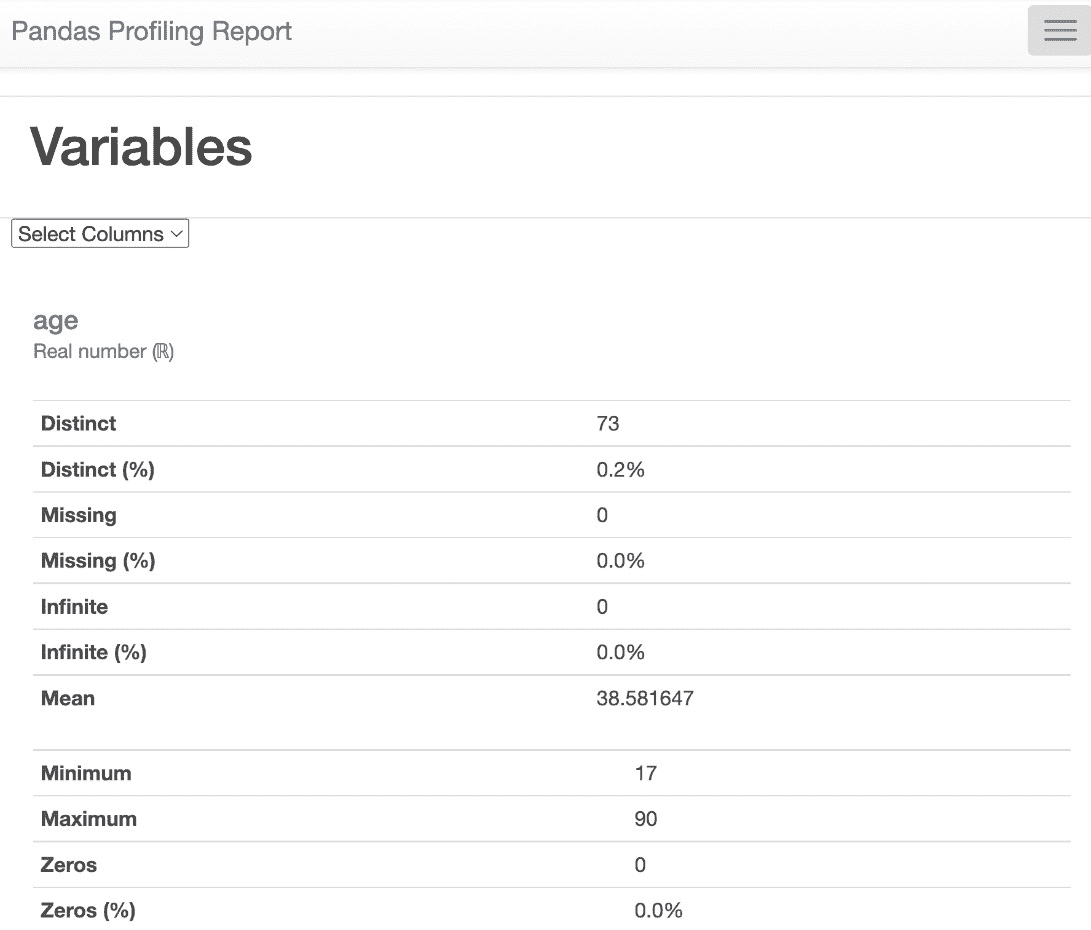 Pandas Profiling Report
Variables
Select Columns
age
Real number (ℝ)
Distinct 73
Distinct (%) 0.2%
Missing 0
Missing (%) 0.0%
Infinite 0
Infinite (%) 0.0%
Mean 38.581647
Minimum 17
Maximum 90
Zeros 0
Zeros (%) 0.0%